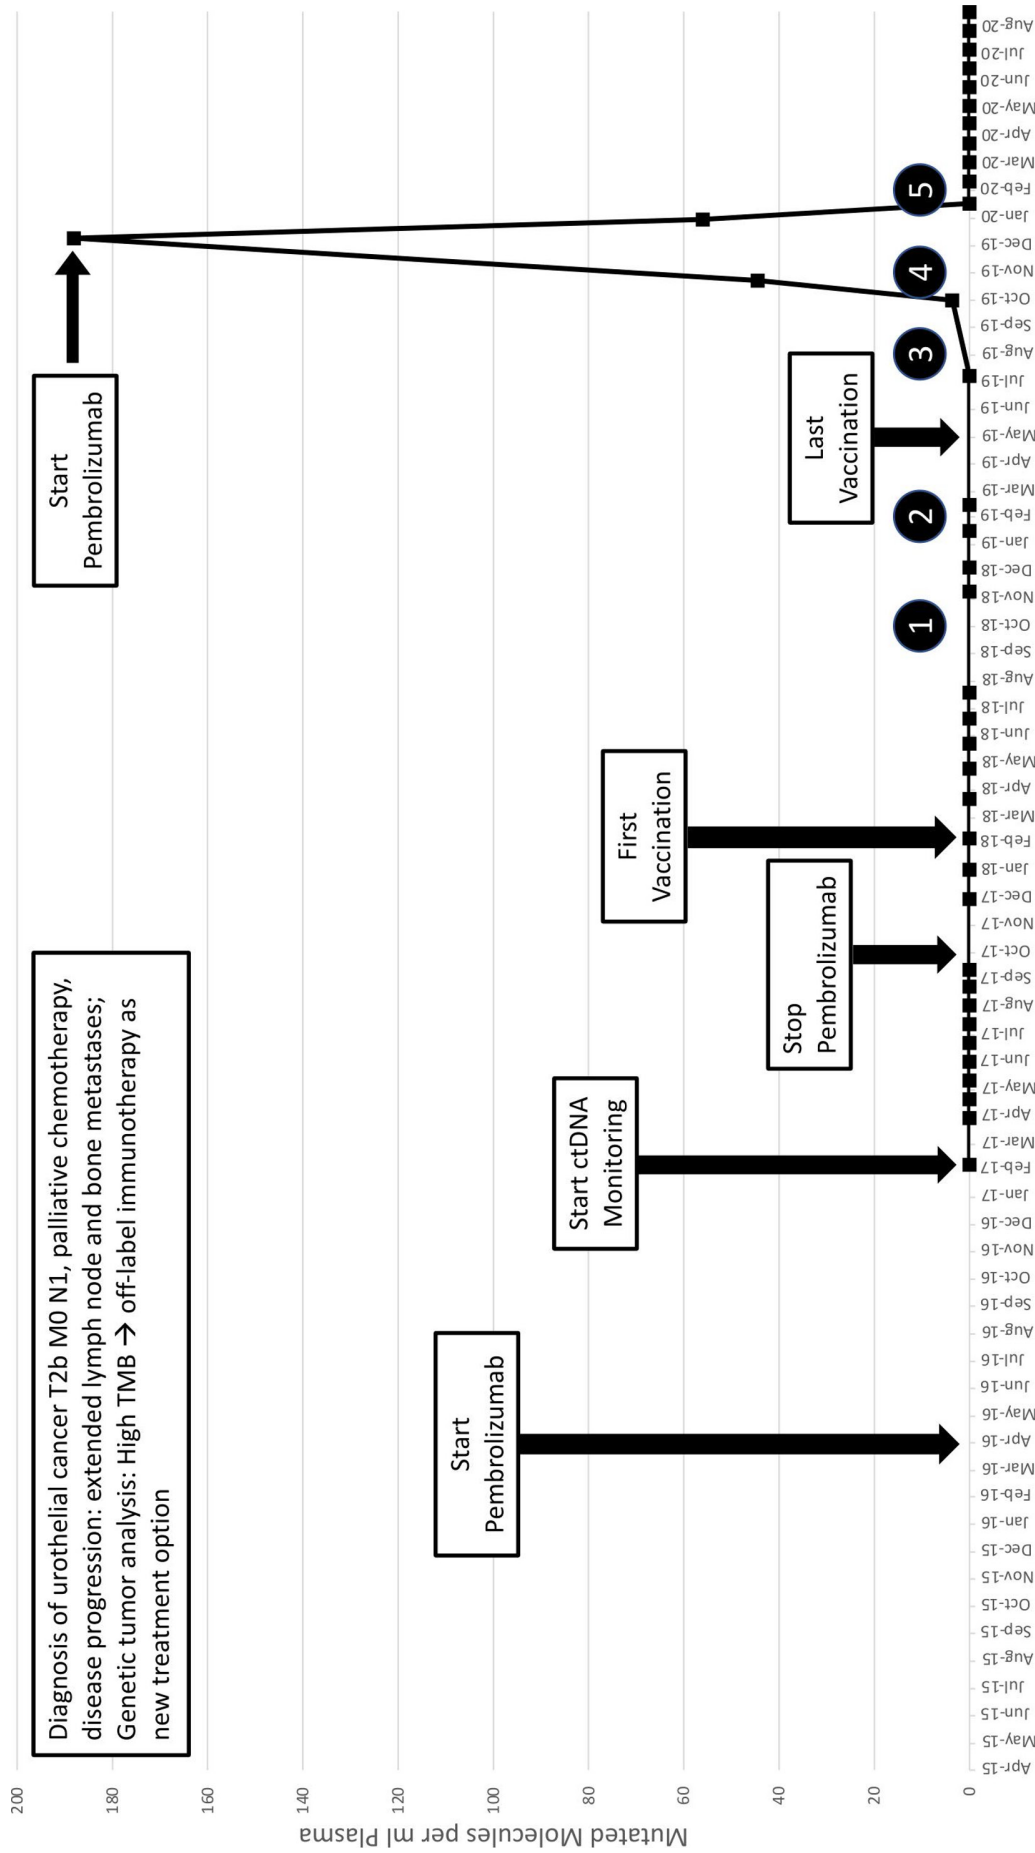 Diagnosis of urothelial cancer T2b M0 N1, palliative chemotherapy,
disease progression: extended lymph node and bone metastases;
Genetic tumor analysis: High TMB → off-label immunotherapy as
new treatment option
Start
Pembrolizumab
Start ctDNA
Monitoring
Stop
Pembrolizumab
First
Vaccination
Last
Vaccination
Start
Pembrolizumab
1
2
3
4
5
Mutated Molecules per ml Plasma
200
180
160
140
120
100
80
60
40
20
0
Apr-15
May-15
Jun-15
Jul-15
Aug-15
Sep-15
Oct-15
Nov-15
Dec-15
Jan-16
Feb-16
Mar-16
Apr-16
May-16
Jun-16
Jul-16
Aug-16
Sep-16
Oct-16
Nov-16
Dec-16
Jan-17
Feb-17
Mar-17
Apr-17
May-17
Jun-17
Jul-17
Aug-17
Sep-17
Oct-17
Nov-17
Dec-17
Jan-18
Feb-18
Mar-18
Apr-18
May-18
Jun-18
Jul-18
Aug-18
Sep-18
Oct-18
Nov-18
Dec-18
Jan-19
Feb-19
Mar-19
Apr-19
May-19
Jun-19
Jul-19
Aug-19
Sep-19
Oct-19
Nov-19
Dec-19
Jan-20
Feb-20
Mar-20
Apr-20
May-20
Jun-20
Jul-20
Aug-20